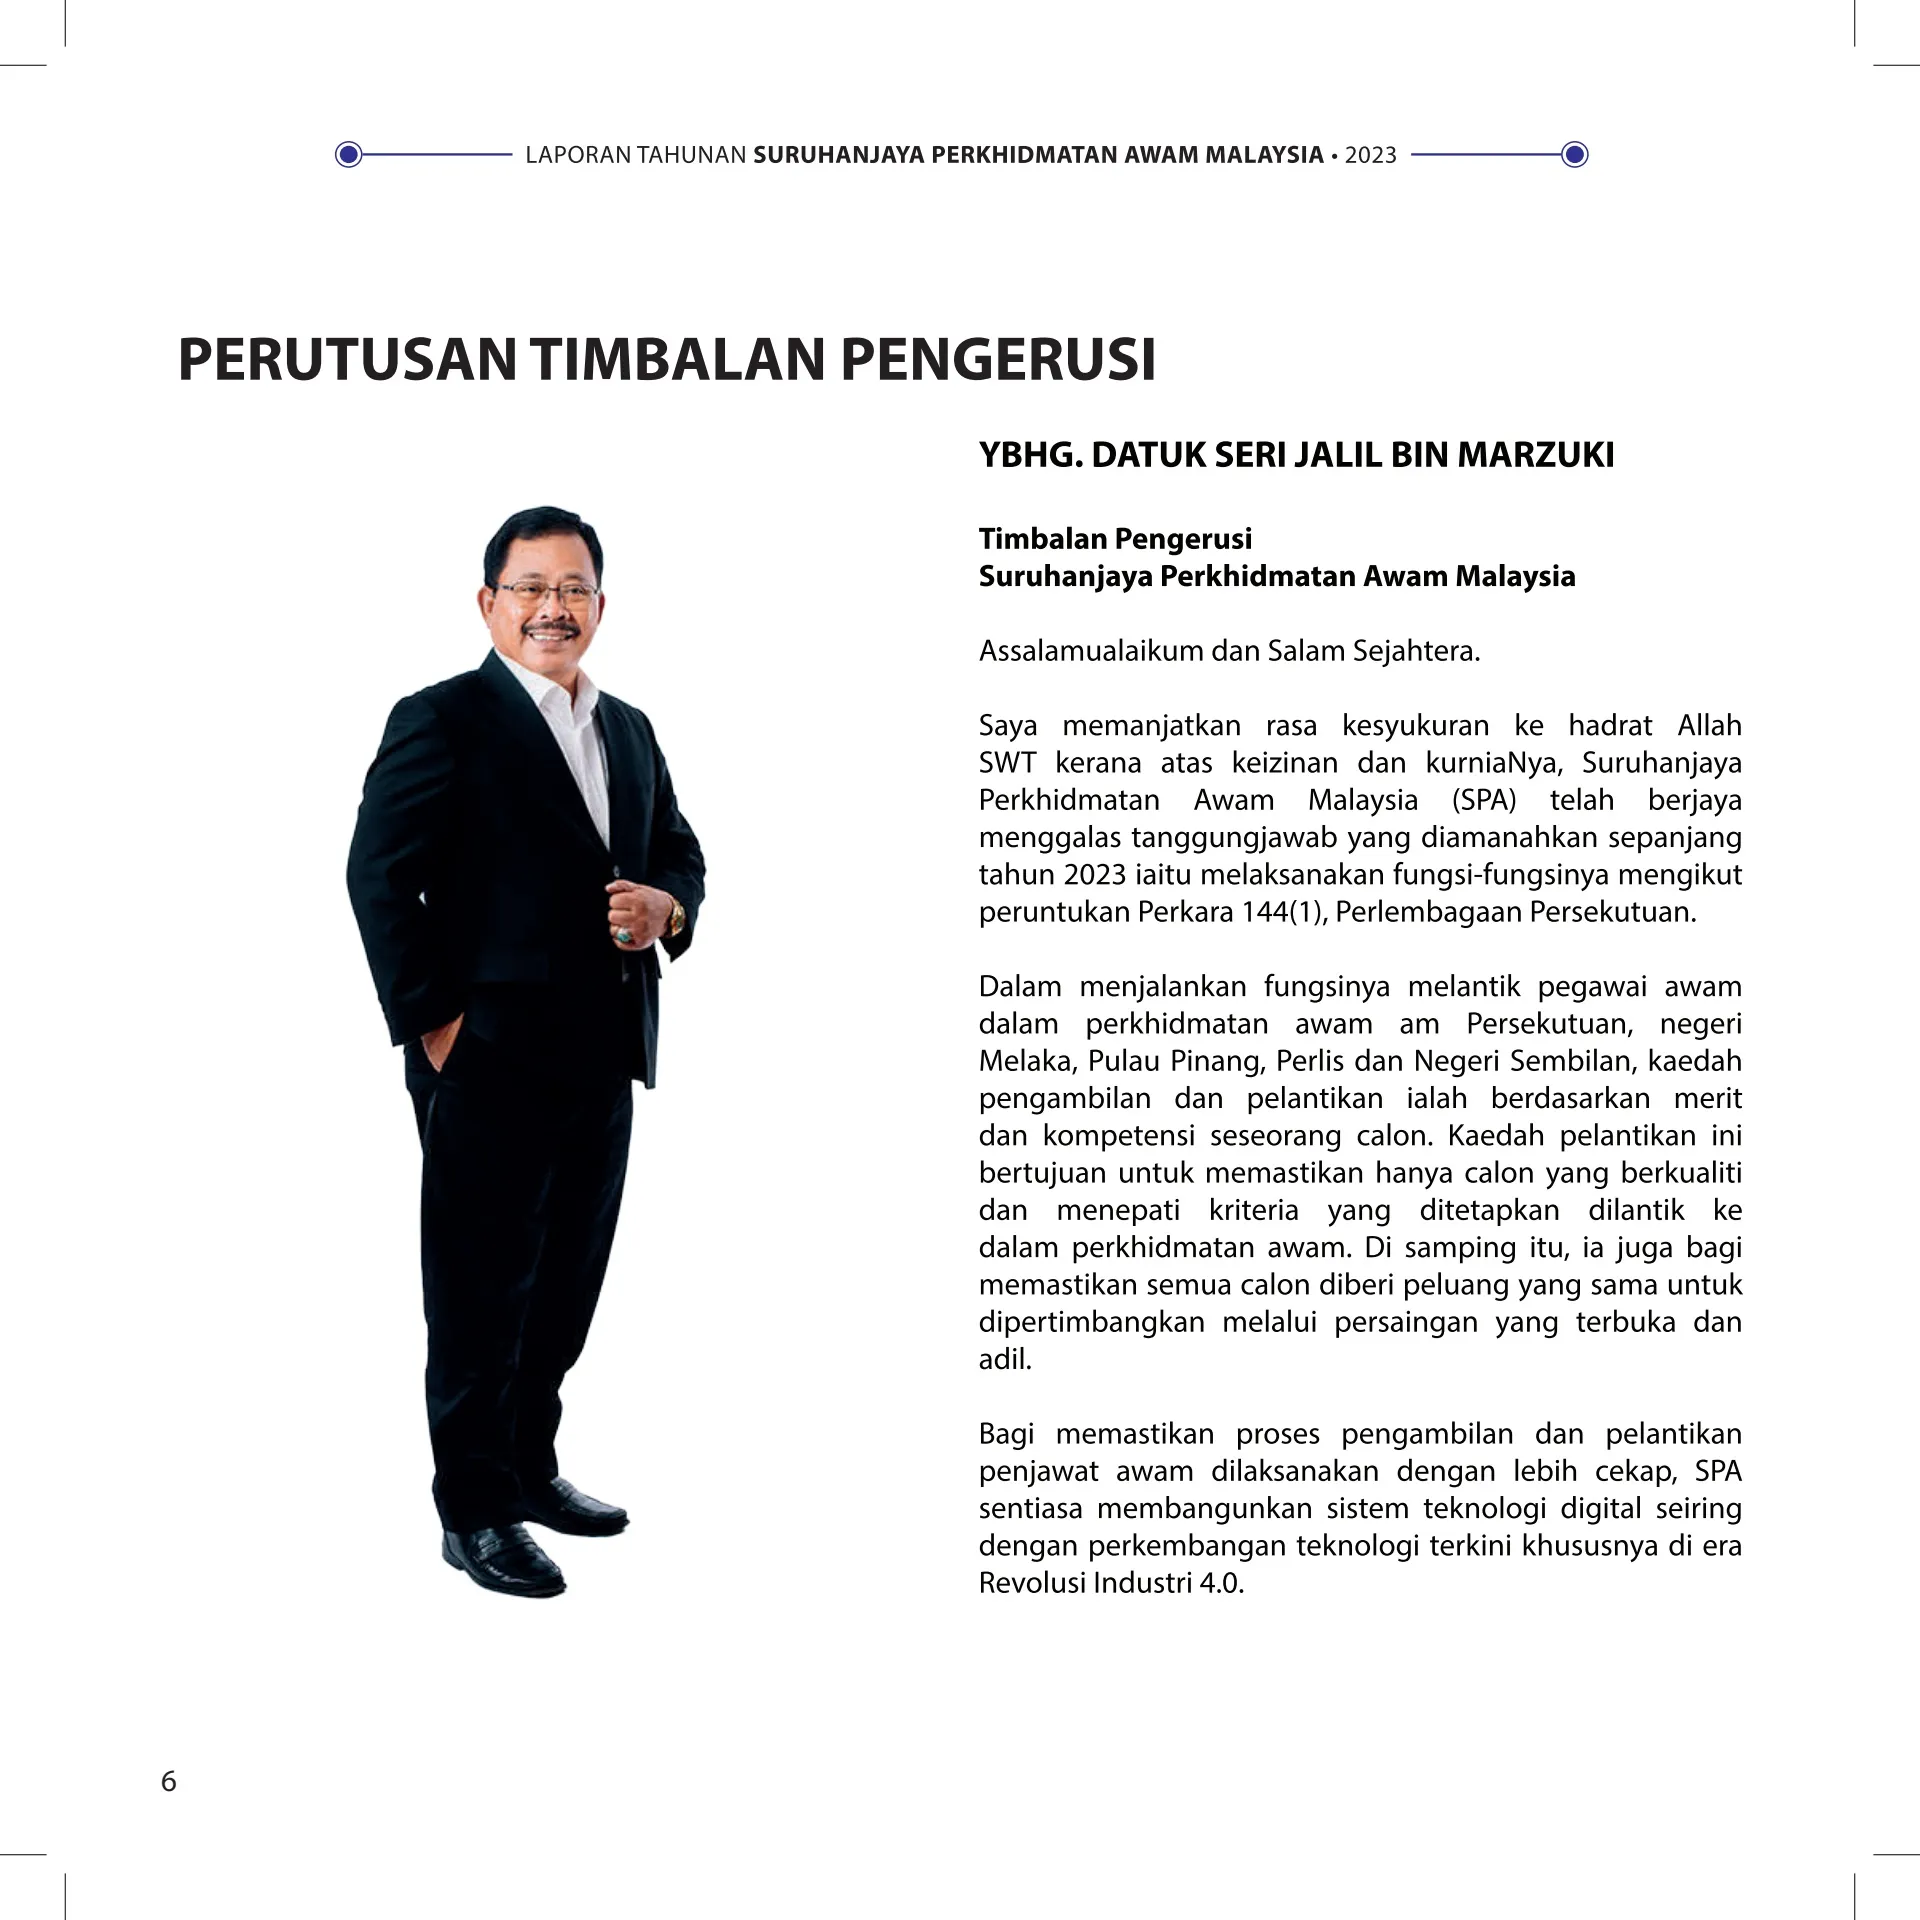 LAPORAN TAHUNAN SURUHANJAYA PERKHIDMATAN AWAM MALAYSIA • 2023
PERUTUSAN TIMBALAN PENGERUSI
YBHG. DATUK SERI JALIL BIN MARZUKI
Timbalan Pengerusi
Suruhanjaya Perkhidmatan Awam Malaysia
Assalamualaikum dan Salam Sejahtera.
Saya memanjatkan rasa kesyukuran ke hadrat Allah
SWT kerana atas keizinan dan kurniaNya, Suruhanjaya
Perkhidmatan Awam Malaysia (SPA) telah berjaya
menggalas tanggungjawab yang diamanahkan sepanjang
tahun 2023 iaitu melaksanakan fungsi-fungsinya mengikut
peruntukan Perkara 144(1), Perlembagaan Persekutuan.
Dalam menjalankan fungsinya melantik pegawai awam
dalam perkhidmatan awam am Persekutuan, negeri
Melaka, Pulau Pinang, Perlis dan Negeri Sembilan, kaedah
pengambilan dan pelantikan ialah berdasarkan merit
dan kompetensi seseorang calon. Kaedah pelantikan ini
bertujuan untuk memastikan hanya calon yang berkualiti
dan menepati kriteria yang ditetapkan dilantik ke
dalam perkhidmatan awam. Di samping itu, ia juga bagi
memastikan semua calon diberi peluang yang sama untuk
dipertimbangkan melalui persaingan yang terbuka dan
adil.
Bagi memastikan proses pengambilan dan pelantikan
penjawat awam dilaksanakan dengan lebih cekap, SPA
sentiasa membangunkan sistem teknologi digital seiring
dengan perkembangan teknologi terkini khususnya di era
Revolusi Industri 4.0.
6